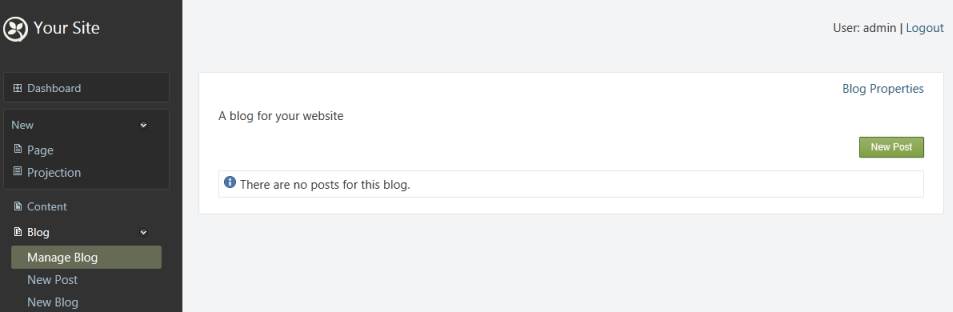 Your Site
User: admin | Logout
Dashboard
New
Page
Projection
Content
Blog
Manage Blog
New Post
New Blog
Blog Properties
A blog for your website
New Post
There are no posts for this blog.